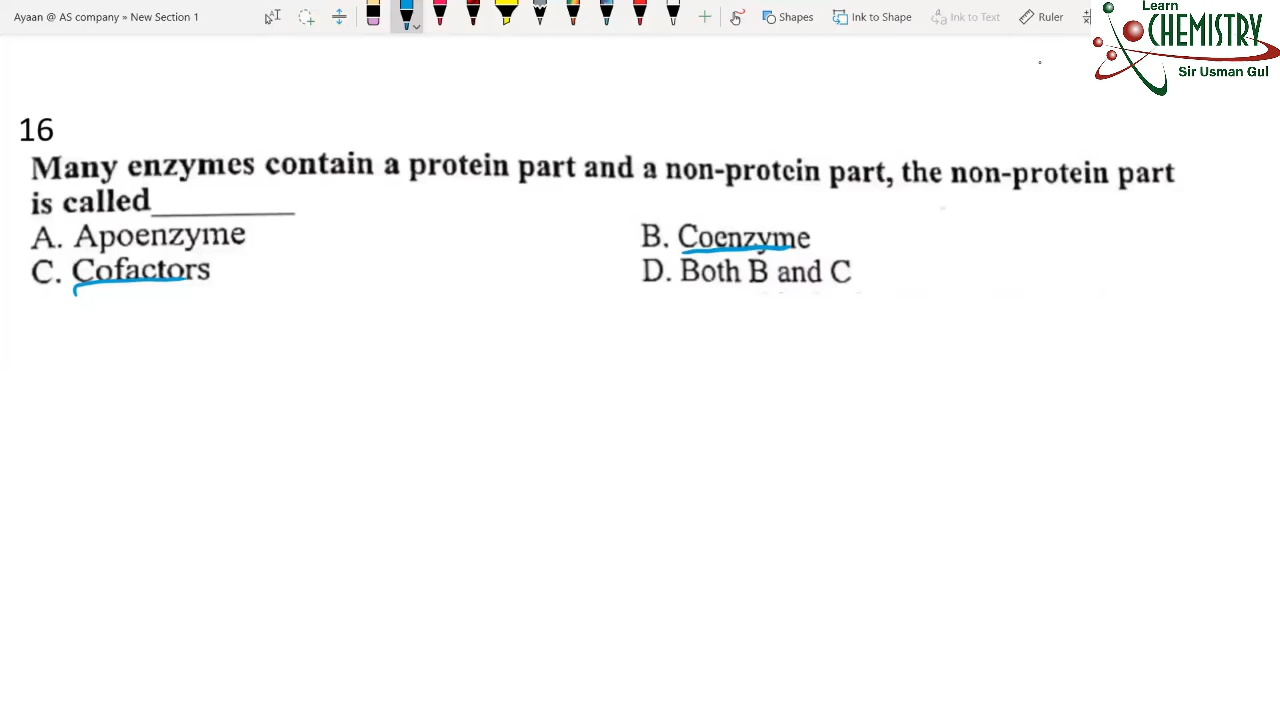 Ayaan @ AS company » New Section 1
Shapes
Ink to Shape
Ink to Text
Ruler
Learn
CHEMISTRY
Sir Usman Gul
16
Many enzymes contain a protein part and a non-protein part, the non-protein part
is called__________
A. Apoenzyme
B. Coenzyme
C. Cofactors
D. Both B and C